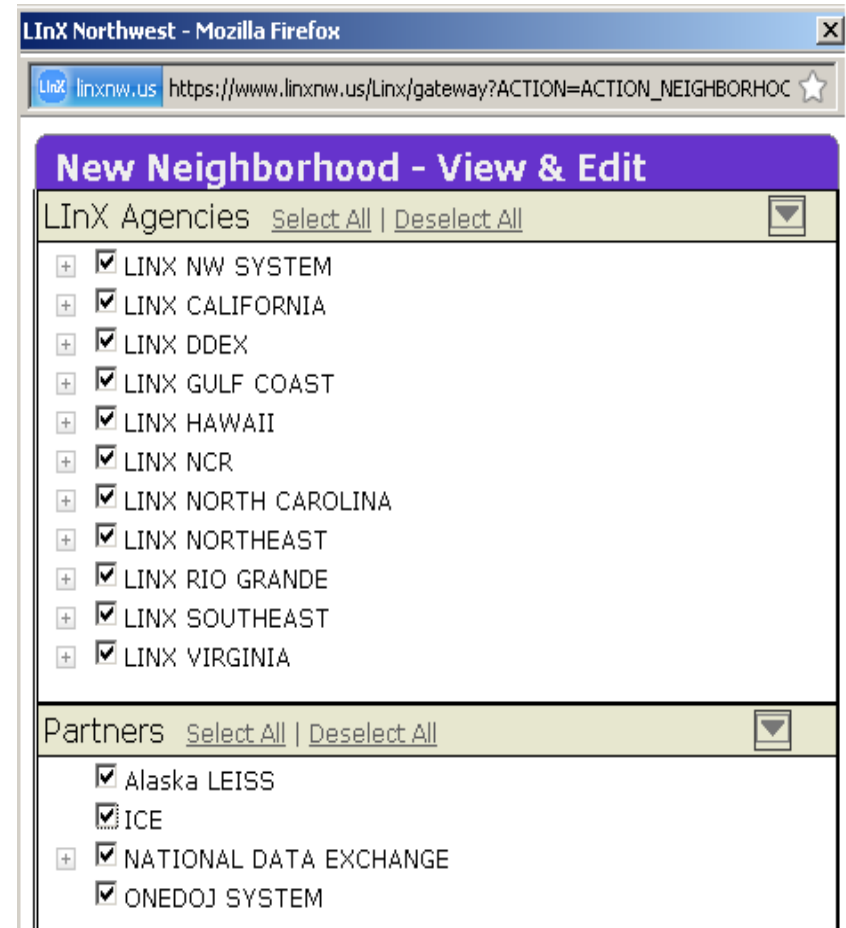 LInX Northwest - Mozilla Firefox
LInX linxnw.us https://www.linxnw.us/Linx/gateway?ACTION=ACTION_NEIGHBORHOO
New Neighborhood - View & Edit
LInX Agencies Select All | Deselect All
LINX NW SYSTEM
LINX CALIFORNIA
LINX DDEX
LINX GULF COAST
LINX HAWAII
LINX NCR
LINX NORTH CAROLINA
LINX NORTHEAST
LINX RIO GRANDE
LINX SOUTHEAST
LINX VIRGINIA
Partners Select All | Deselect All
Alaska LEISS
ICE
NATIONAL DATA EXCHANGE
ONEDOJ SYSTEM